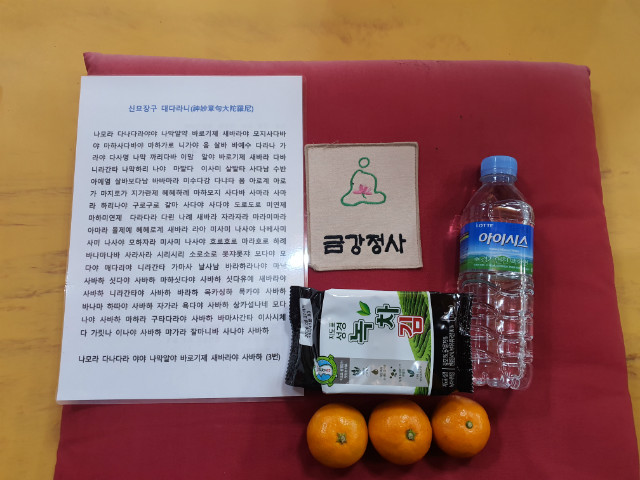 신묘장구 대다라니(神妙章句大陀羅尼)
나모라 다나다라야야 나막알약 바로기제 새바라야 모지사다바
야 마하사다바야 마하가로 니가야 옴 살바 바예수 다라나 가
라야 다사명 나막 까리다바 이맘 알야 바로기제 새바라 다바
니라간타 나막하리 나야 마발다 이사미 살발타 사다남 수반
아예염 살바보다남 바바마라 미수다감 다냐타 옴 아로계 아로
가 마지로가 지가란제 혜혜하례 마하모지 사다바 사마라 사마
라 하리나야 구로구로 갈마 사다야 사다야 도로도로 미연제
마하미연제 다라다라 다린 나례 새바라 자라자라 마라미마라
아마라 몰제예 혜혜로계 새바라 라아 미사미 나사야 나베사미
사미 나사야 모하자라 미사미 나사야 호로호로 마라호로 하례
바나마나바 사라사라 시리시리 소로소로 못쟈못쟈 모다야 모
다야 매다리야 니라간타 가마사 날사남 바라하라나야 마낙
사바하 싯다야 사바하 마하싯다야 사바하 싯다유예 새바라야
사바하 니라간타야 사바하 바라하 목카싱하 목카야 사바하
바나마 하따야 사바하 자가라 욕다야 사바하 상카섭나네 모다
나야 사바하 마하라 구타다라야 사바하 바마사간타 이사시체
다 가릿나 이나야 사바하 먀가라 잘마니바 사나야 사바하
나모라 다나다라 야야 나막알야 바로기제 새바라야 사바하 (3번)
금강정사
LOTTE
아이시스
지도표
성경
녹차김